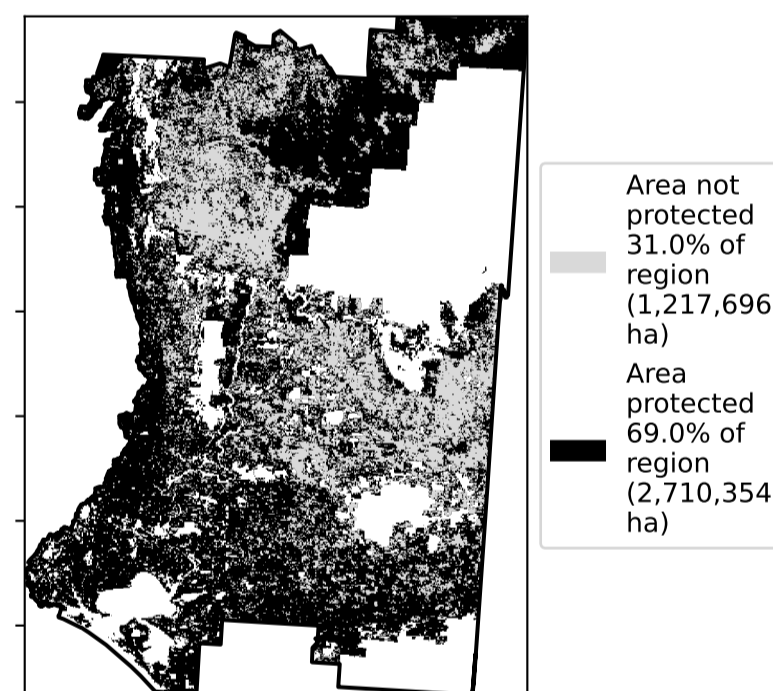 Area not
protected
31.0% of
region
(1,217,696
ha)
Area
protected
69.0% of
region
(2,710,354
ha)